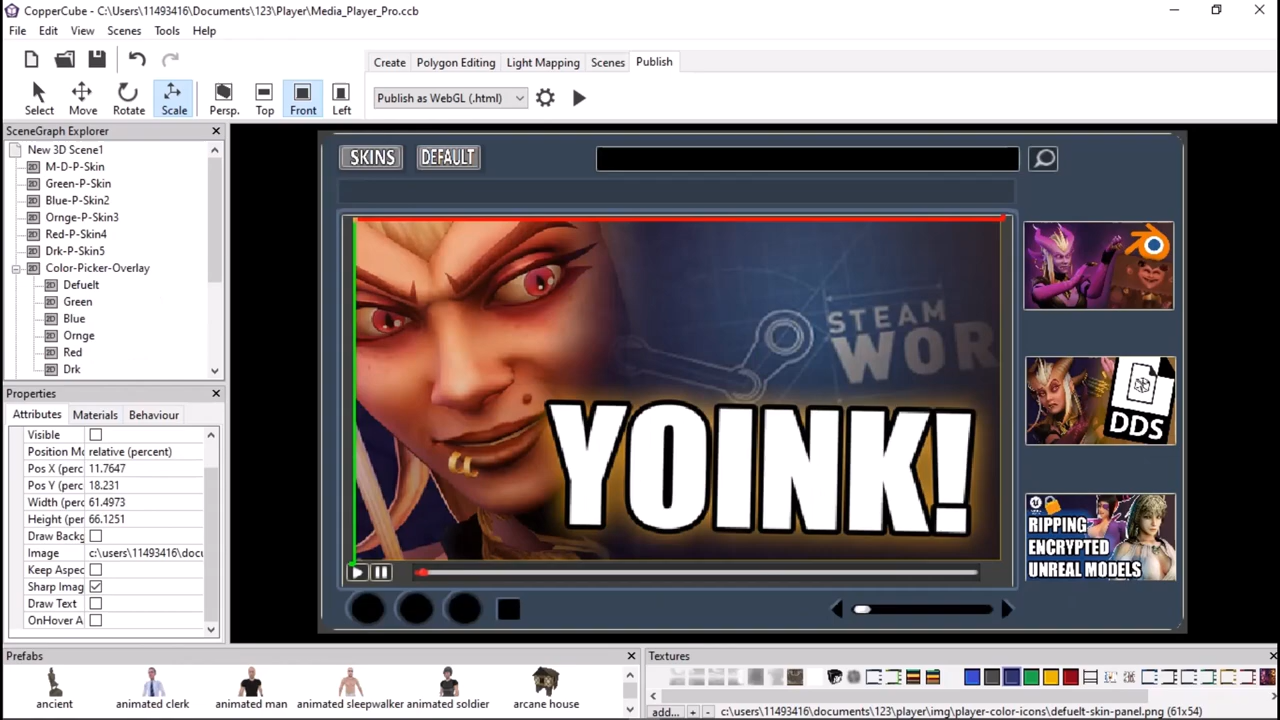 CopperCube - C:\Users\11493416\Documents\123\Player\Media_Player_Pro.ccb
File Edit View Scenes Tools Help
Create Polygon Editing Light Mapping Scenes Publish
Select Move Rotate Scale Persp. Top Front Left
Publish as WebGL (.html)
SceneGraph Explorer
New 3D Scene1
M-D-P-Skin
Green-P-Skin
Blue-P-Skin2
Ornge-P-Skin3
Red-P-Skin4
Drk-P-Skin5
Color-Picker-Overlay
Defuelt
Green
Blue
Ornge
Red
Drk
Properties
Attributes Materials Behaviour
Visible
Position Mo relative (percent)
Pos X (perc 11.7647
Pos Y (perc 18.231
Width (perc 61.4973
Height (per 66.1251
Draw Backg
Image c:\users\11493416\docu
Keep Aspec
Sharp Imag
Draw Text
OnHover A
SKINS DEFAULT
STEAM
WOR
YOINK!
DDS
RIPPING
ENCRYPTED
UNREAL MODELS
Prefabs
ancient animated clerk animated man animated sleepwalker animated soldier arcane house
Textures
add... + - c:\users\11493416\documents\123\player\img\player-color-icons\defuelt-skin-panel.png (61x54)